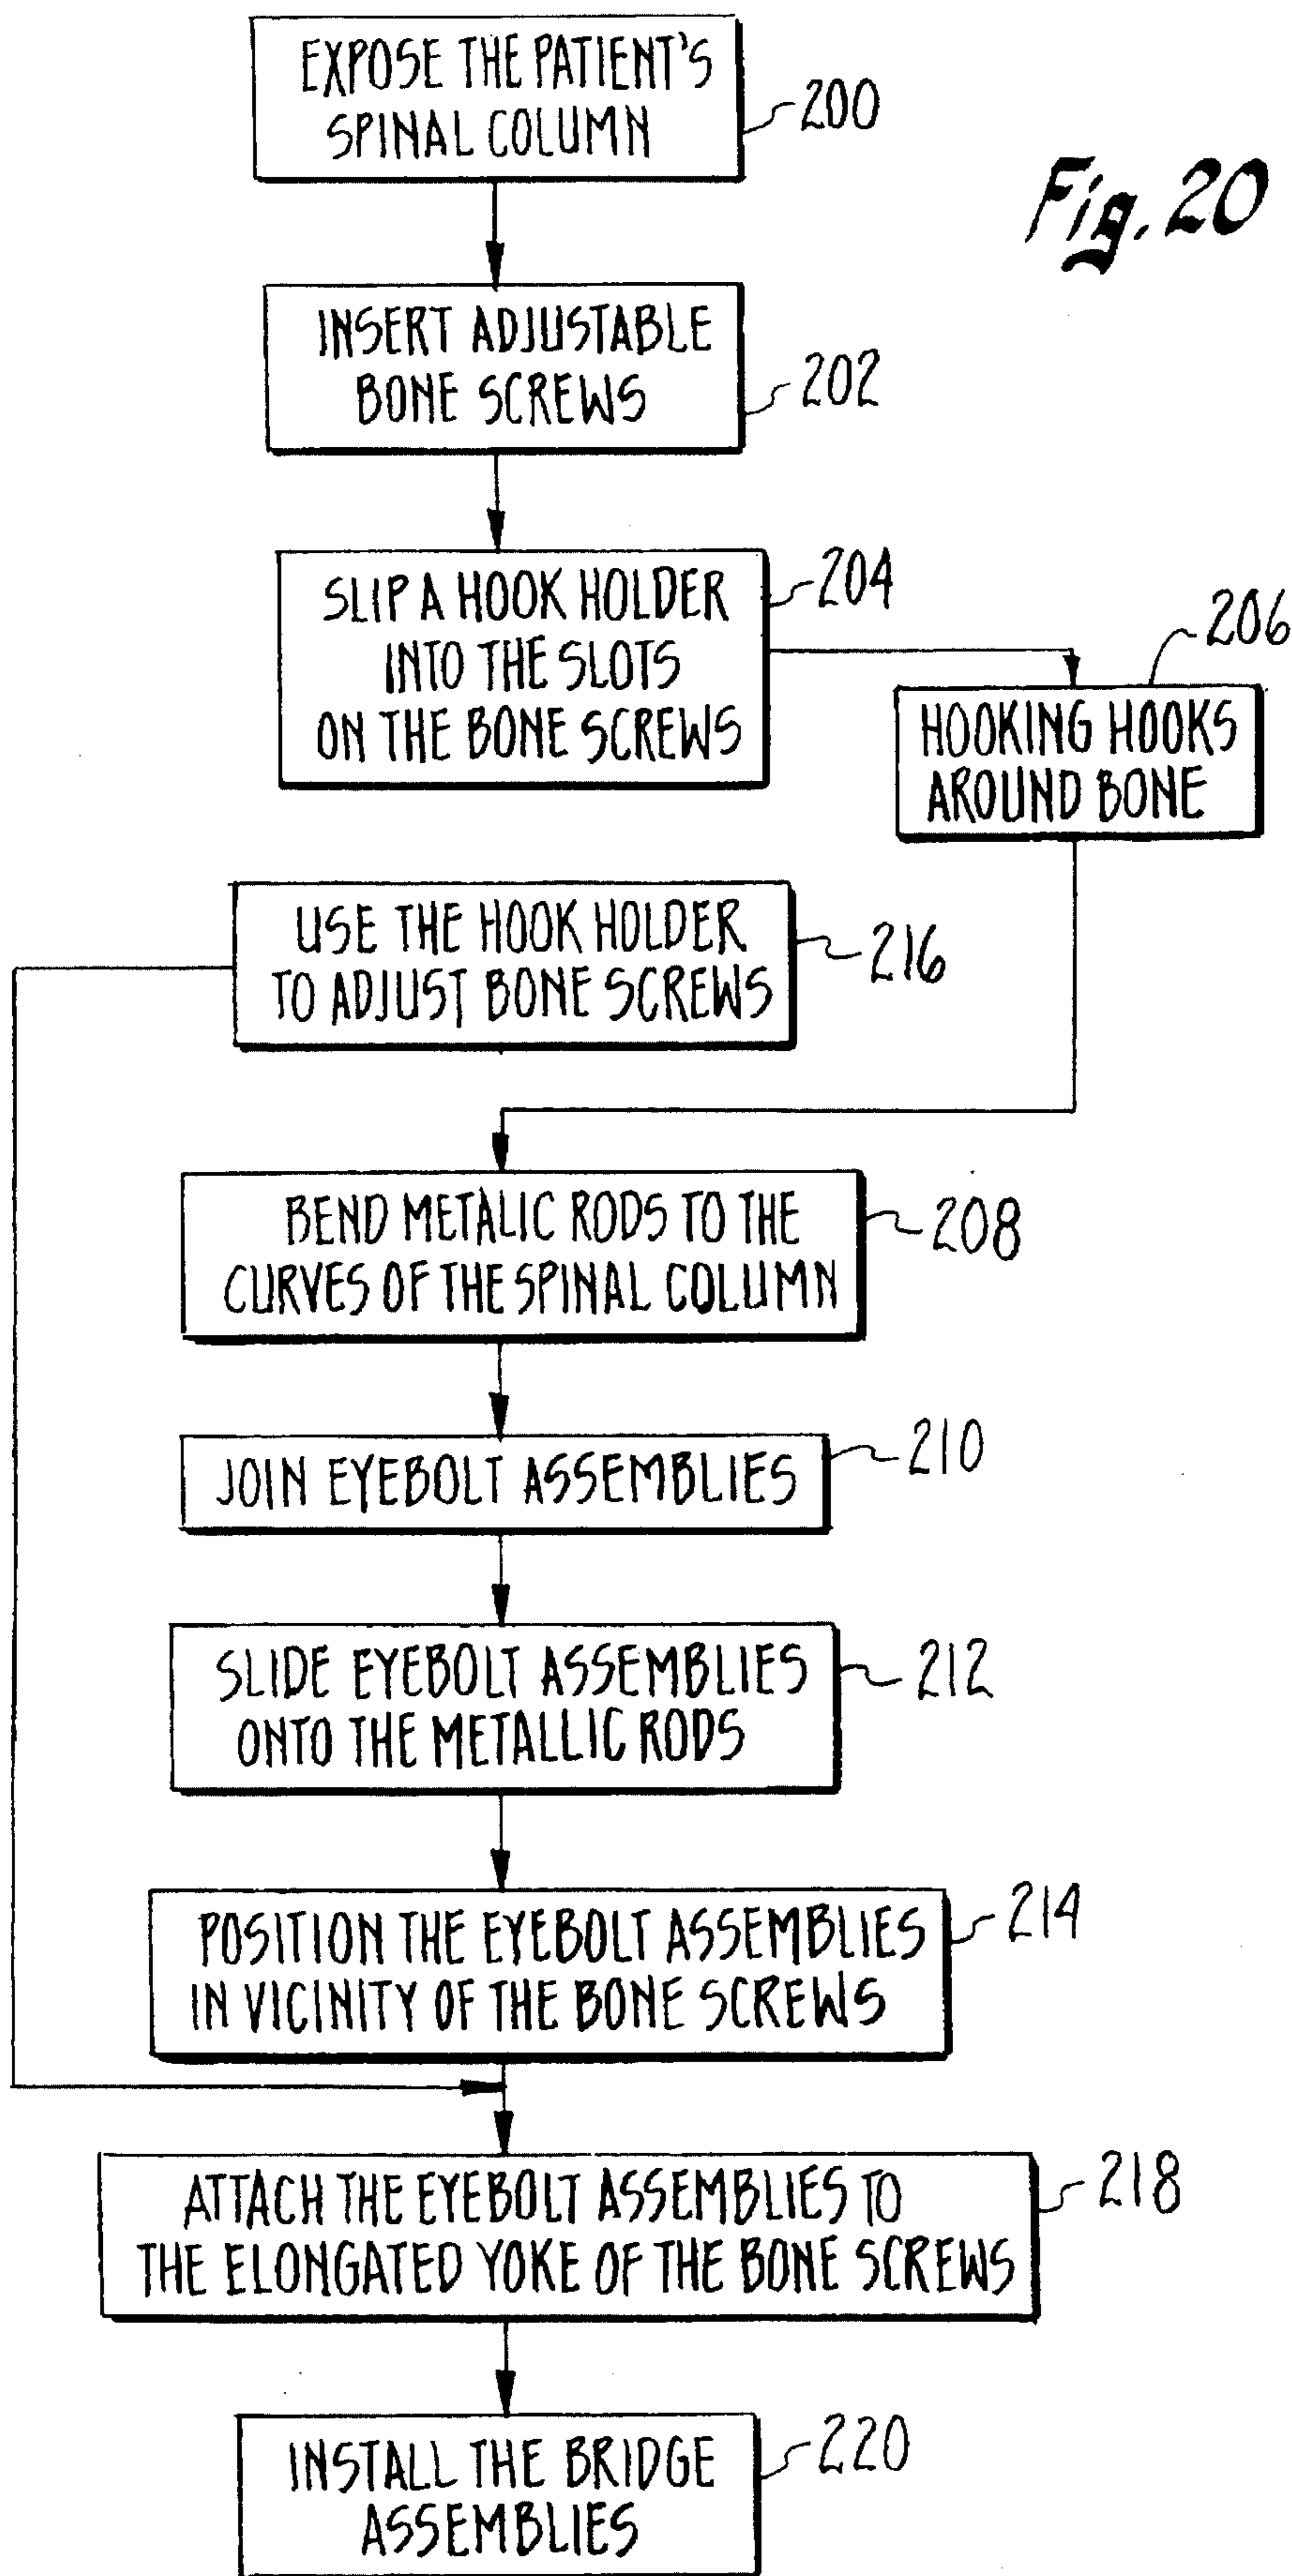 EXPOSE THE PATIENT'S
SPINAL COLUMN
200
Fig. 20
INSERT ADJUSTABLE
BONE SCREWS
202
SLIP A HOOK HOLDER
INTO THE SLOTS
ON THE BONE SCREWS
204
206
HOOKING HOOKS
AROUND BONE
USE THE HOOK HOLDER
TO ADJUST BONE SCREWS
216
BEND METALIC RODS TO THE
CURVES OF THE SPINAL COLUMN
208
JOIN EYEBOLT ASSEMBLIES
210
SLIDE EYEBOLT ASSEMBLIES
ONTO THE METALLIC RODS
212
POSITION THE EYEBOLT ASSEMBLIES
IN VICINITY OF THE BONE SCREWS
214
ATTACH THE EYEBOLT ASSEMBLIES TO
THE ELONGATED YOKE OF THE BONE SCREWS
218
INSTALL THE BRIDGE
ASSEMBLIES
220